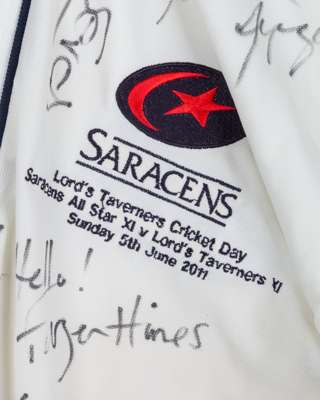 SARACENS
Lord's Taverners Cricket Day
Saracens All Star XI v Lord's Taverners XI
Sunday 5th June 2011
Hello!